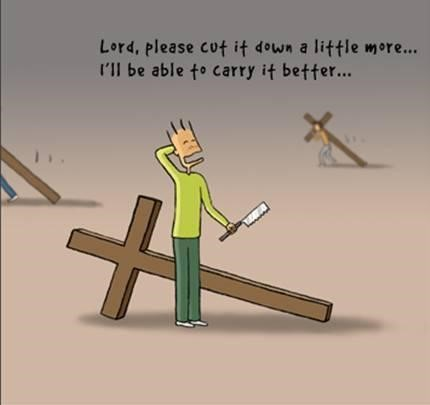 Lord, please cut it down a little more...
I'll be able to carry it better...